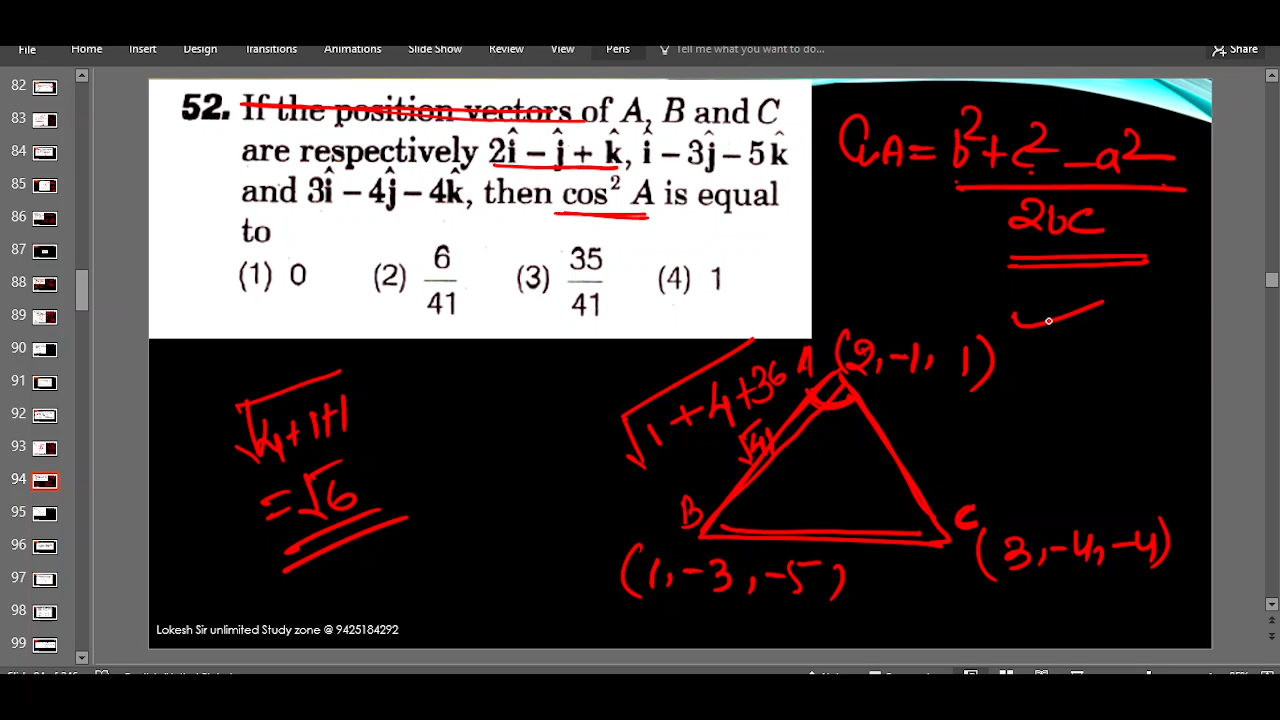 File Home Insert Design Transitions Animations Slide Show Review View Pens Tell me what you want to do... Share
82
83
84
85
86
87
88
89
90
91
92
93
94
95
96
97
98
99
52. If the position vectors of A, B and C
are respectively 2î − ĵ + k̂, î − 3ĵ − 5k̂
and 3î − 4ĵ − 4k̂, then cos² A is equal
to
(1) 0 (2) 6/41 (3) 35/41 (4) 1
A = b² + c² − a²
2bc
√1 + 4 + 36
√41
A (2, −1, 1)
B
(1, −3, −5)
C (3, −4, −4)
√4 + 1 + 1
= √6
Lokesh Sir unlimited Study zone @ 9425184292